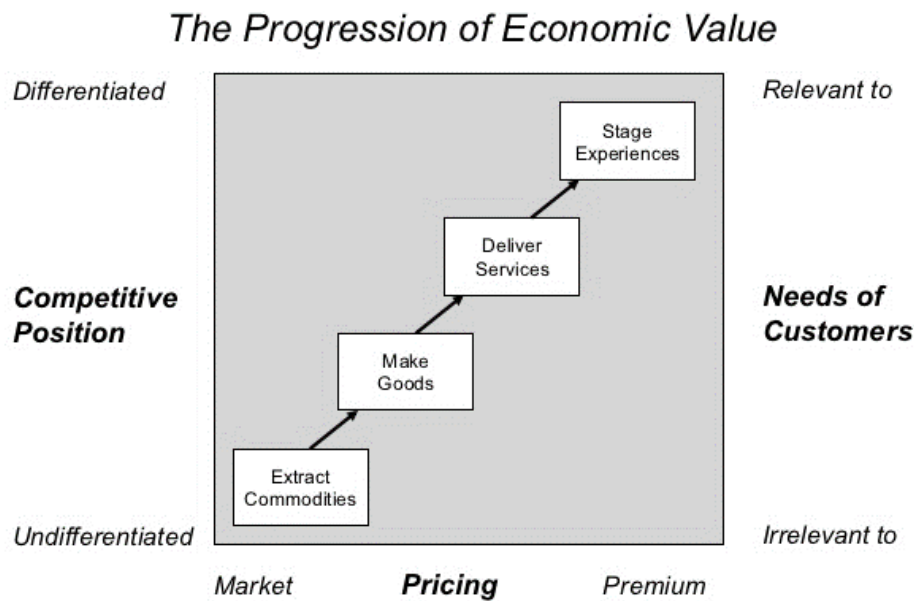 The Progression of Economic Value
Differentiated
Relevant to
Stage
Experiences
Deliver
Services
Competitive
Position
Needs of
Customers
Make
Goods
Extract
Commodities
Undifferentiated
Irrelevant to
Market
Pricing
Premium